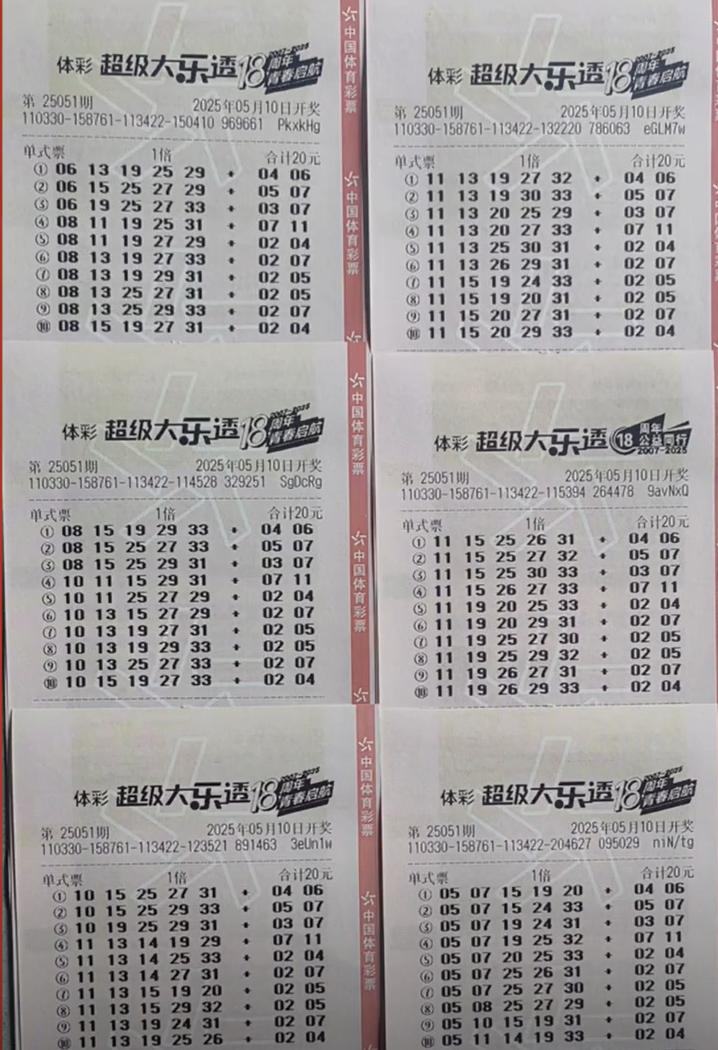 体彩 超级大乐透 18周年 2007-2025 青春启航
第 25051期 2025年05月10日开奖
110330-158761-113422-150410 969661 PkxkHg
单式票 1倍 合计20元
① 06 13 19 25 29 + 04 06
② 06 15 25 27 29 + 05 07
③ 06 19 25 27 33 + 03 07
④ 08 11 19 25 31 + 07 11
⑤ 08 11 19 27 29 + 02 04
⑥ 08 13 19 27 33 + 02 07
⑦ 08 13 19 29 31 + 02 05
⑧ 08 13 25 27 31 + 02 05
⑨ 08 13 25 29 33 + 02 07
⑩ 08 15 19 27 31 + 02 04
中国体育彩票
中国体育彩票
体彩 超级大乐透 18周年 2007-2025 青春启航
第 25051期 2025年05月10日开奖
110330-158761-113422-132220 786063 eGLM7w
单式票 1倍 合计20元
① 11 13 19 27 32 + 04 06
② 11 13 19 30 33 + 05 07
③ 11 13 20 25 29 + 03 07
④ 11 13 20 27 33 + 07 11
⑤ 11 13 25 30 31 + 02 04
⑥ 11 13 26 29 31 + 02 07
⑦ 11 15 19 24 33 + 02 05
⑧ 11 15 19 20 31 + 02 05
⑨ 11 15 20 27 31 + 02 07
⑩ 11 15 20 29 33 + 02 04
体彩 超级大乐透 18周年 2007-2025 青春启航
第 25051期 2025年05月10日开奖
110330-158761-113422-114528 329251 SgDcRg
单式票 1倍 合计20元
① 08 15 19 29 33 + 04 06
② 08 15 25 27 33 + 05 07
③ 08 15 25 29 31 + 03 07
④ 10 11 15 29 31 + 07 11
⑤ 10 11 25 27 29 + 02 04
⑥ 10 13 15 27 29 + 02 07
⑦ 10 13 19 27 31 + 02 05
⑧ 10 13 19 29 33 + 02 05
⑨ 10 13 25 27 33 + 02 07
⑩ 10 15 19 27 33 + 02 04
中国体育彩票
中国体育彩票
体彩 超级大乐透 18 周年 公益同行 2007-2025
第 25051期 2025年05月10日开奖
110330-158761-113422-115394 264478 9avNxQ
单式票 1倍 合计20元
① 11 15 25 26 31 + 04 06
② 11 15 25 27 32 + 05 07
③ 11 15 25 30 33 + 03 07
④ 11 15 26 27 33 + 07 11
⑤ 11 19 20 25 33 + 02 04
⑥ 11 19 20 29 31 + 02 07
⑦ 11 19 25 27 30 + 02 05
⑧ 11 19 25 29 32 + 02 05
⑨ 11 19 26 27 31 + 02 07
⑩ 11 19 26 29 33 + 02 04
体彩 超级大乐透 18周年 2007-2025 青春启航
第 25051期 2025年05月10日开奖
110330-158761-113422-123521 891463 3eUn1w
单式票 1倍 合计20元
① 10 15 25 27 31 + 04 06
② 10 15 25 29 33 + 05 07
③ 10 19 25 29 31 + 03 07
④ 11 13 14 19 29 + 07 11
⑤ 11 13 14 25 33 + 02 04
⑥ 11 13 14 27 31 + 02 07
⑦ 11 13 15 19 20 + 02 05
⑧ 11 13 15 29 32 + 02 05
⑨ 11 13 19 24 31 + 02 07
⑩ 11 13 19 25 26 + 02 04
中国体育彩票
中国体育彩票
体彩 超级大乐透 18周年 2007-2025 青春启航
第 25051期 2025年05月10日开奖
110330-158761-113422-204627 095029 niN/tg
单式票 1倍 合计20元
① 05 07 15 19 20 + 04 06
② 05 07 15 24 33 + 05 07
③ 05 07 19 24 31 + 03 07
④ 05 07 19 25 32 + 07 11
⑤ 05 07 20 25 33 + 02 04
⑥ 05 07 25 26 31 + 02 07
⑦ 05 07 25 27 30 + 02 05
⑧ 05 08 25 27 29 + 02 05
⑨ 05 10 15 19 31 + 02 07
⑩ 05 11 14 19 33 + 02 04